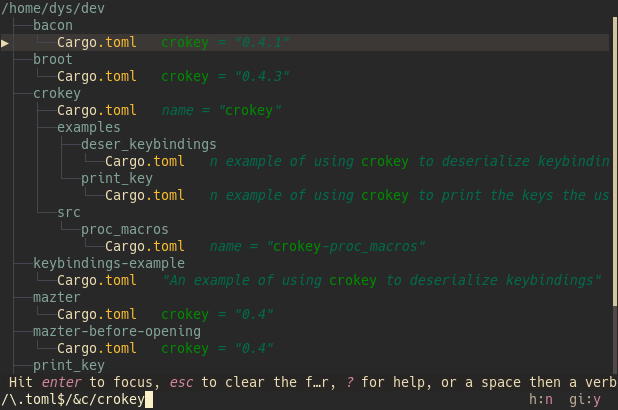 /home/dys/dev
bacon
Cargo.toml crokey = "0.4.1"
broot
Cargo.toml crokey = "0.4.3"
crokey
Cargo.toml name = "crokey"
examples
deser_keybindings
Cargo.toml n example of using crokey to deserialize keybindin
print_key
Cargo.toml n example of using crokey to print the keys the us
src
proc_macros
Cargo.toml name = "crokey-proc_macros"
keybindings-example
Cargo.toml "An example of using crokey to deserialize keybindings"
mazter
Cargo.toml crokey = "0.4"
mazter-before-opening
Cargo.toml crokey = "0.4"
print_key
Hit enter to focus, esc to clear the f…r, ? for help, or a space then a verb
/\.toml$/&c/crokey h:n gi:y